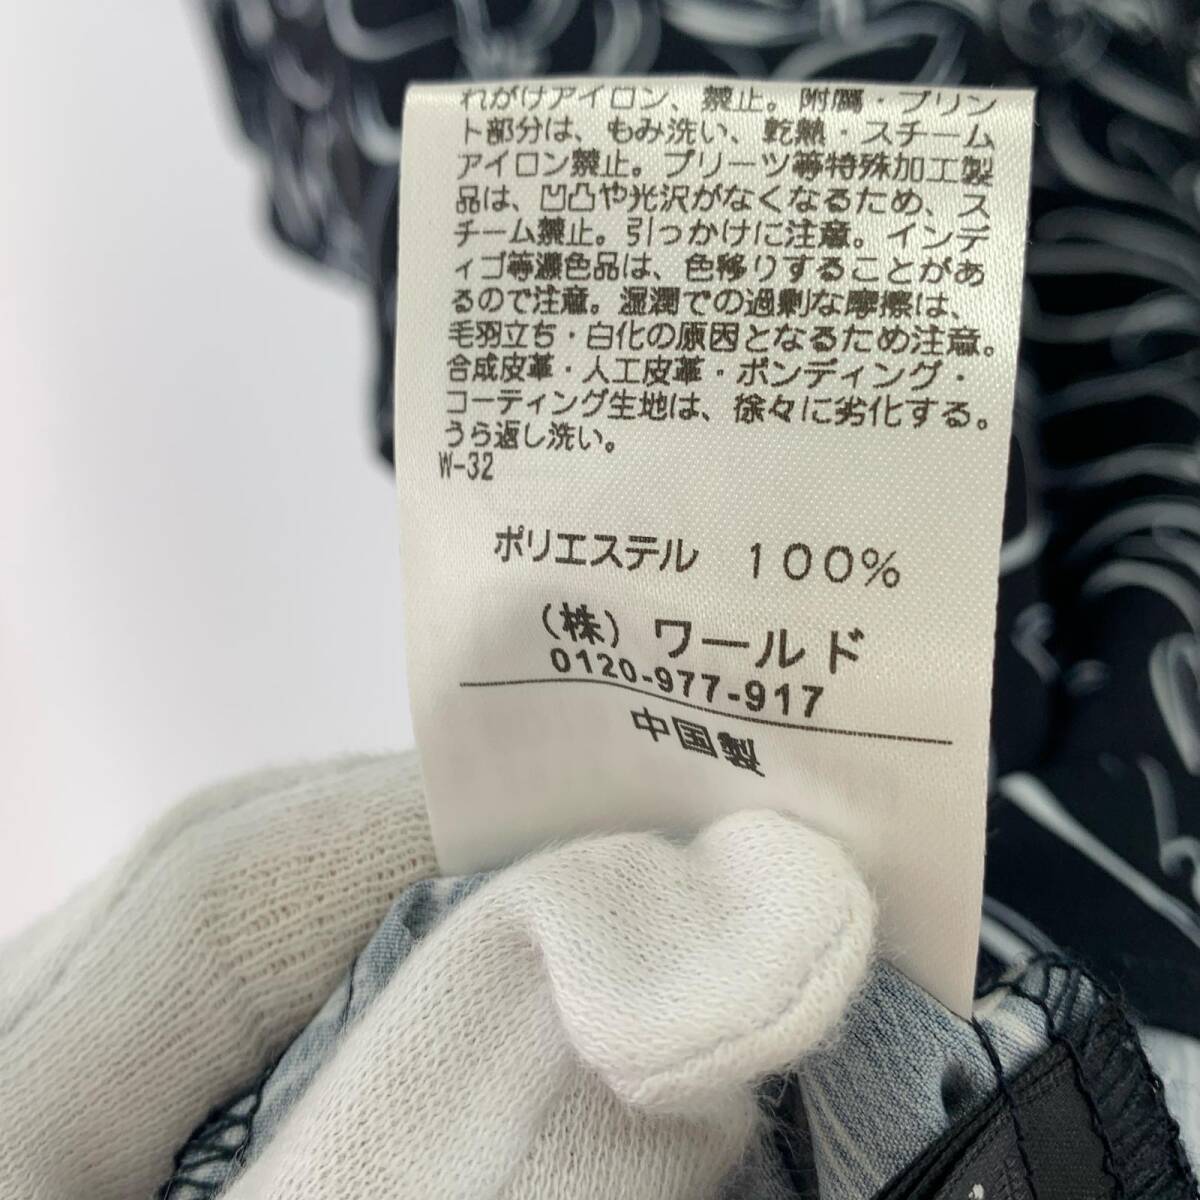 れがけアイロン、禁止。附属・プリン
ト部分は、もみ洗い、乾熱・スチーム
アイロン禁止。プリーツ等特殊加工製
品は、凹凸や光沢がなくなるため、ス
チーム禁止。引っかけに注意。インデ
ィゴ等濃色品は、色移りすることがあ
るので注意。湿潤での過剰な摩擦は、
毛羽立ち・白化の原因となるため注意。
合成皮革・人工皮革・ボンディング・
コーティング生地は、徐々に劣化する。
うら返し洗い。
W-32
ポリエステル 100%
(株) ワールド
0120-977-917
中国製